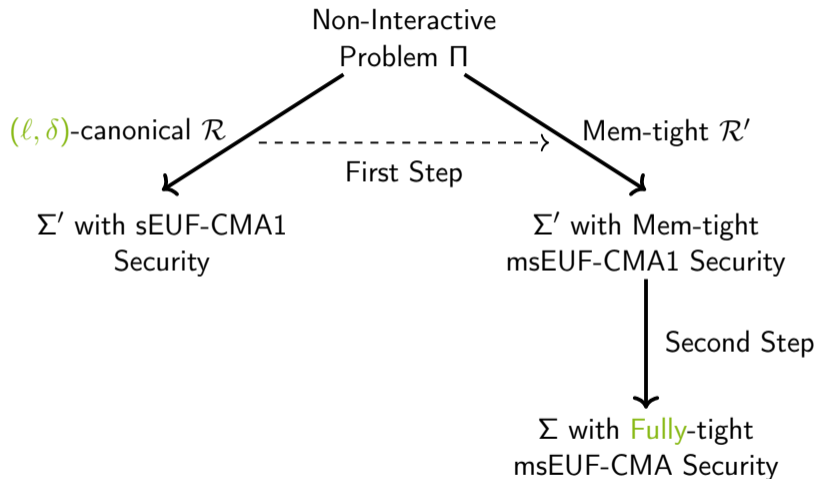 Non-Interactive
Problem Π
(ℓ, δ)-canonical ℛ
Mem-tight ℛ′
First Step
Σ′ with sEUF-CMA1
Security
Σ′ with Mem-tight
msEUF-CMA1 Security
Second Step
Σ with Fully-tight
msEUF-CMA Security